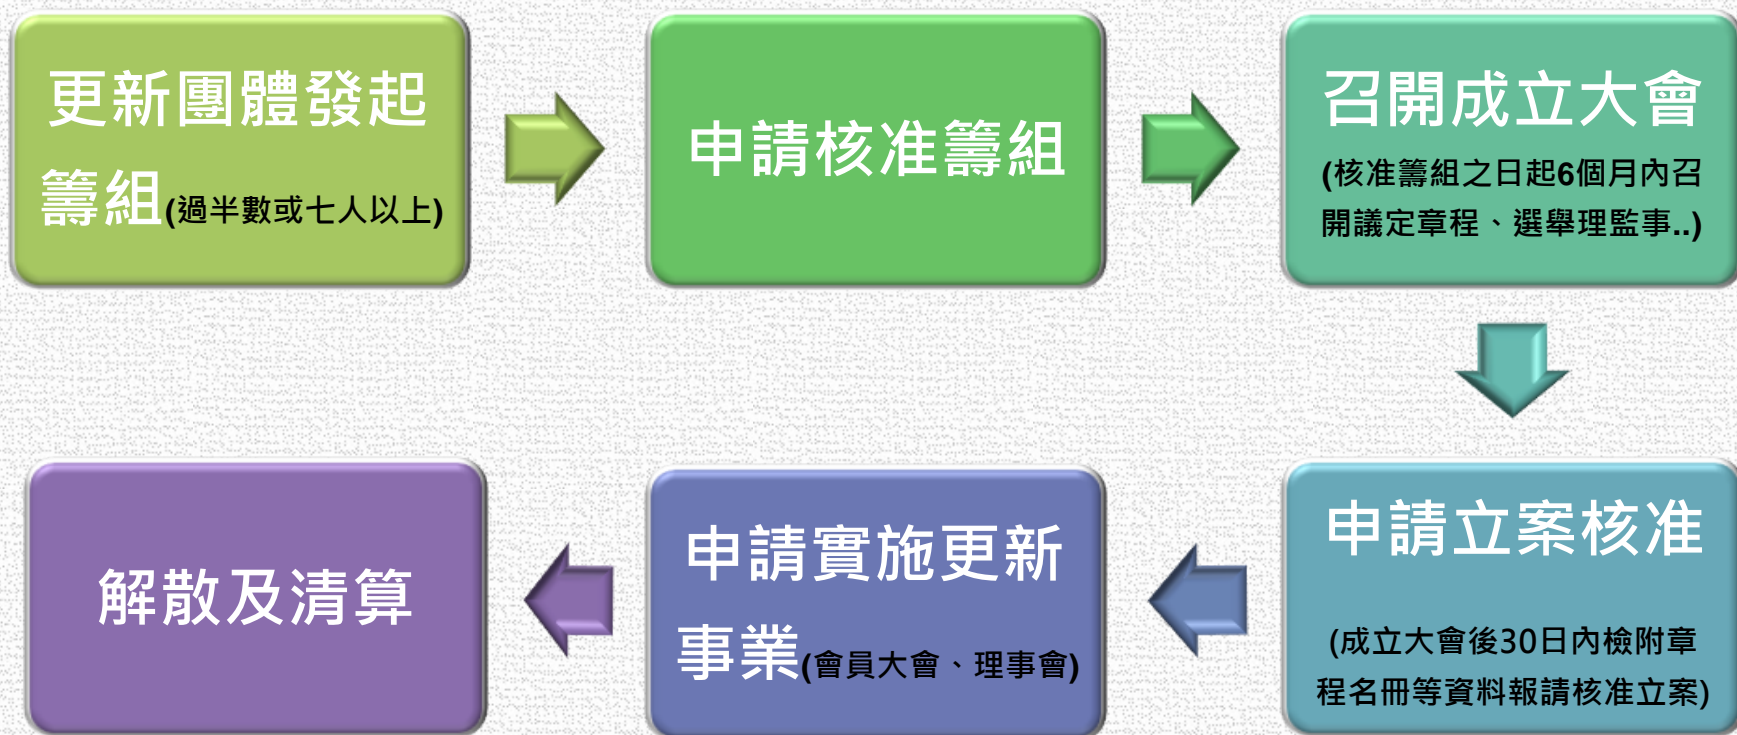 更新團體發起
籌組(過半數或七人以上)
申請核准籌組
召開成立大會
(核准籌組之日起6個月內召
開議定章程、選舉理監事..)
申請立案核准
(成立大會後30日內檢附章
程名冊等資料報請核准立案)
申請實施更新
事業(會員大會、理事會)
解散及清算